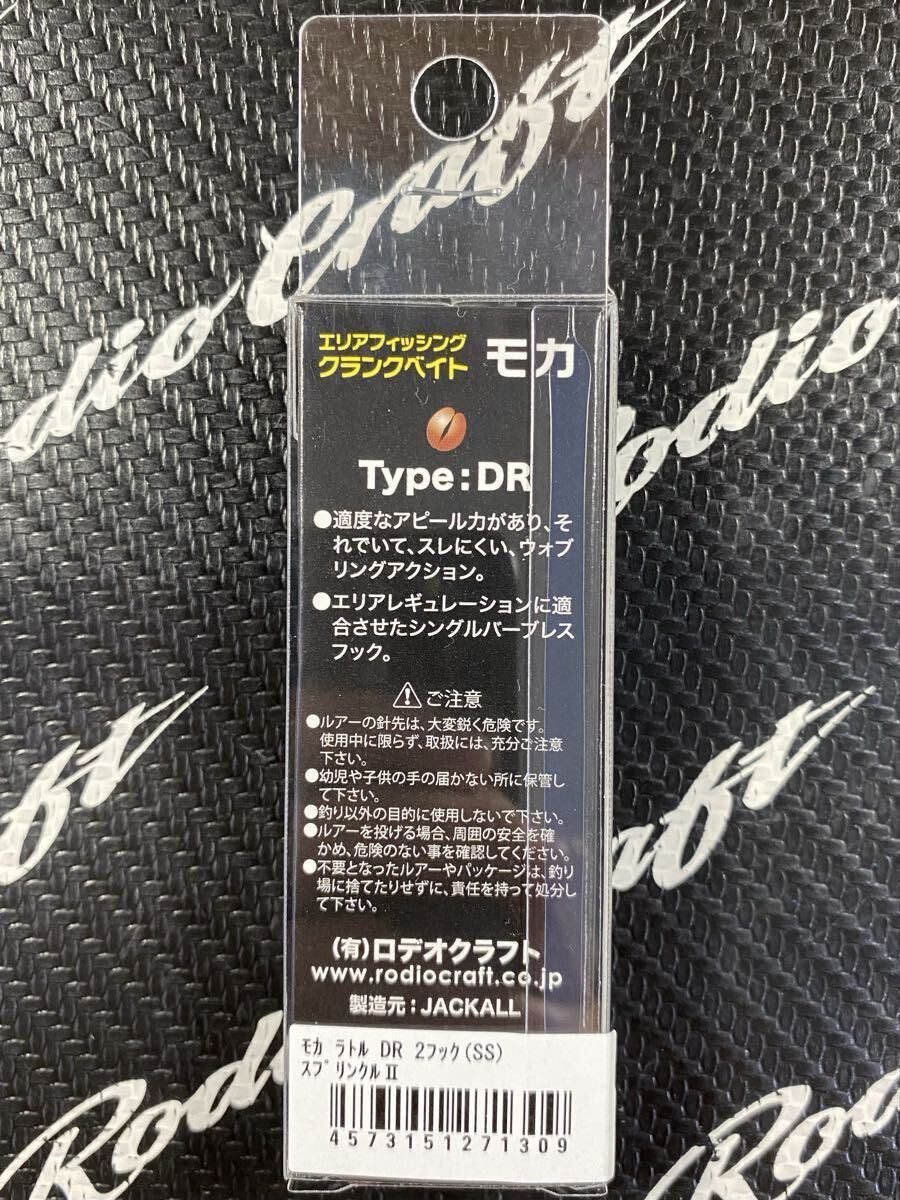 Rodio Craft
エリアフィッシング
クランクベイト モカ
Type:DR
●適度なアピール力があり、そ
れでいて、スレにくい、ウォブ
リングアクション。
●エリアレギュレーションに適
合させたシングルバーブレス
フック。
⚠ご注意
●ルアーの針先は、大変鋭く危険です。
使用中に限らず、取扱には、充分ご注意
下さい。
●幼児や子供の手の届かない所に保管し
て下さい。
●釣り以外の目的に使用しないで下さい。
●ルアーを投げる場合、周囲の安全を確
かめ、危険のない事を確認してください。
●不要となったルアーやパッケージは、釣り
場に捨てたりせずに、責任を持って処分し
て下さい。
(有)ロデオクラフト
www.rodiocraft.co.jp
製造元:JACKALL
ﾓｶ ﾗﾄﾙ DR 2ﾌｯｸ(SS)
ｽﾌﾟﾘﾝｸﾙⅡ
4573151271309
Rodio
Craft
Craft
Rodio